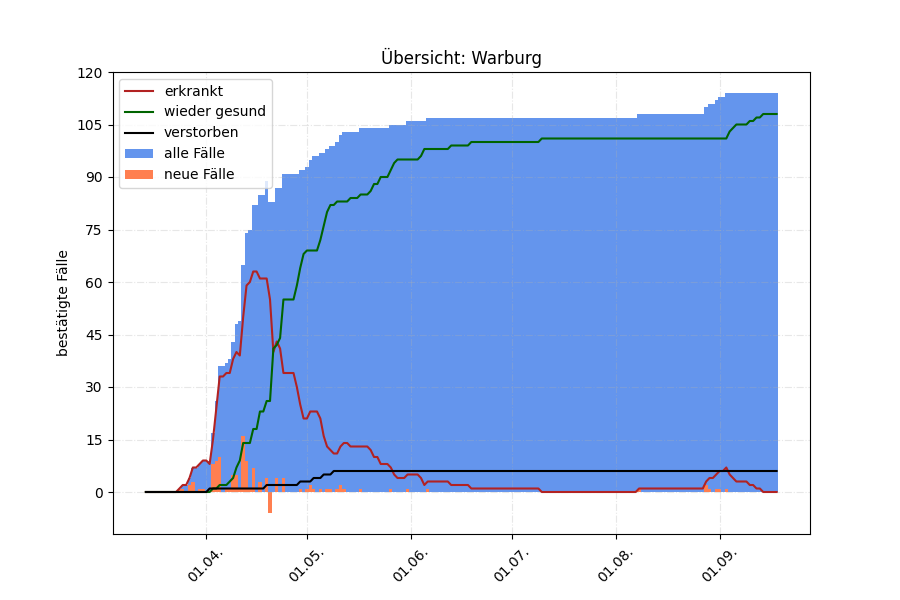 Übersicht: Warburg
erkrankt
wieder gesund
verstorben
alle Fälle
neue Fälle
bestätigte Fälle
120
105
90
75
60
45
30
15
0
01.04.
01.05.
01.06.
01.07.
01.08.
01.09.